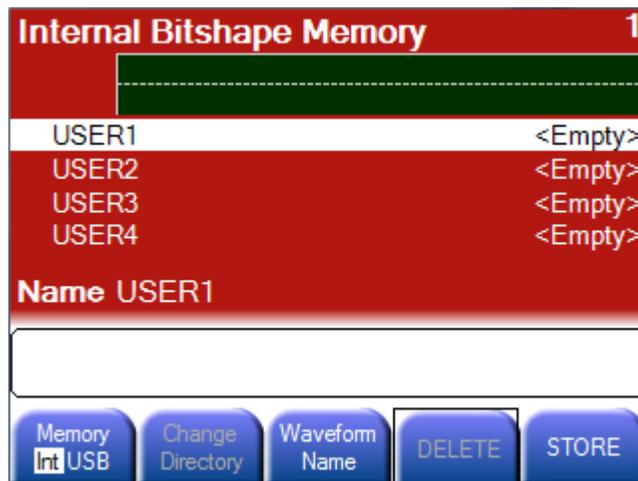 Internal Bitshape Memory 1
USER1 <Empty>
USER2 <Empty>
USER3 <Empty>
USER4 <Empty>
Name USER1
Memory
Int USB
Change
Directory
Waveform
Name
DELETE
STORE